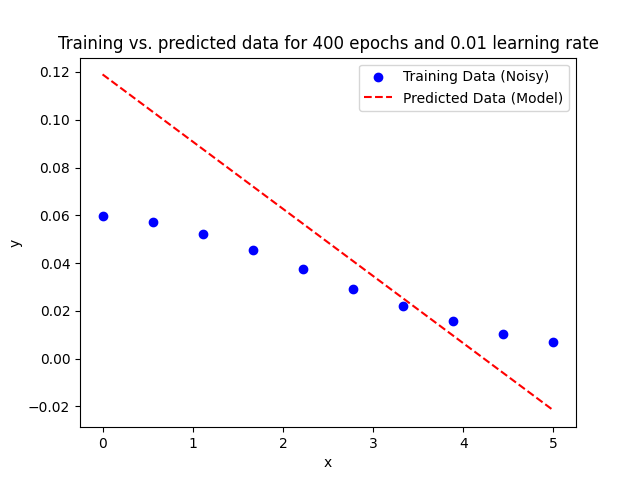 Training vs. predicted data for 400 epochs and 0.01 learning rate
Training Data (Noisy)
Predicted Data (Model)
0.12
0.10
0.08
0.06
0.04
0.02
0.00
−0.02
y
0 1 2 3 4 5
x